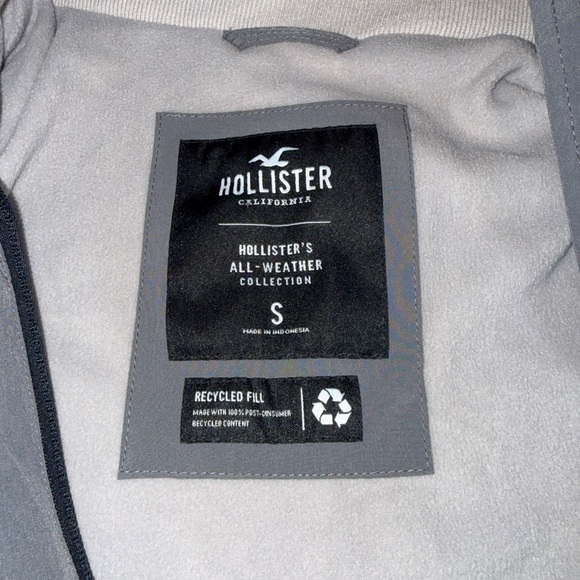 HOLLISTER
CALIFORNIA
HOLLISTER'S
ALL-WEATHER
COLLECTION
S
MADE IN INDONESIA
RECYCLED FILL
MADE WITH 100% POST-CONSUMER
RECYCLED CONTENT